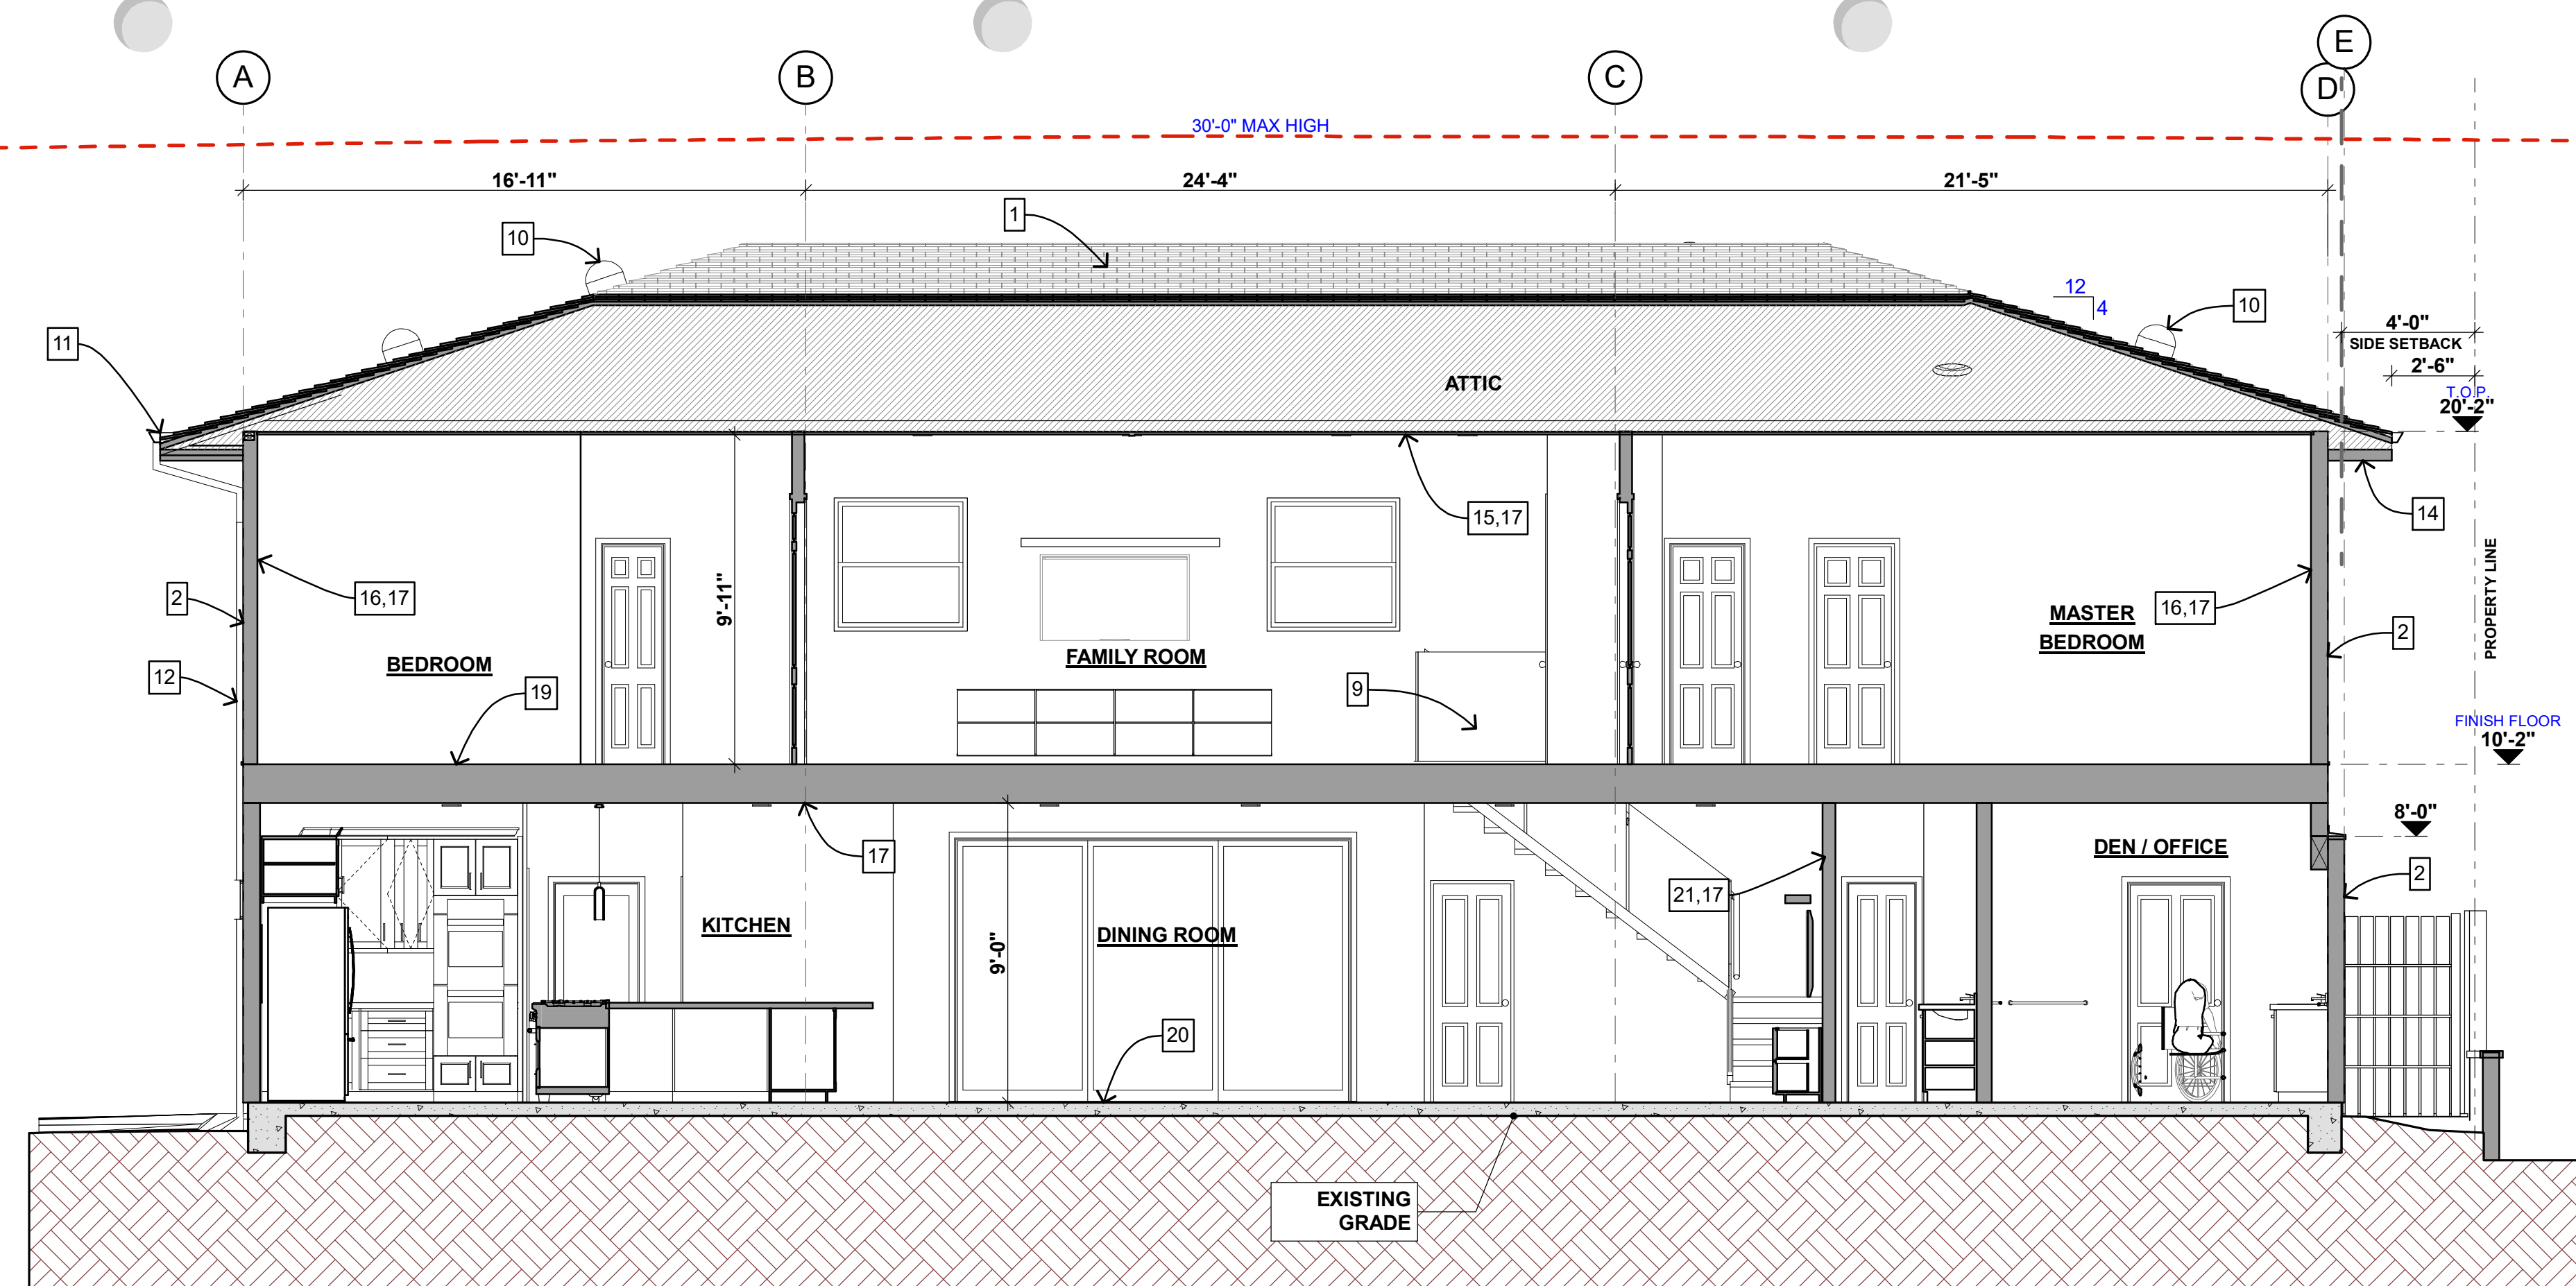 E
A
B
C
D
30'-0" MAX HIGH
16'-11"
24'-4"
21'-5"
1
10
12
4
10
11
4'-0"
SIDE SETBACK
2'-6"
ATTIC
T.O.P.
20'-2"
15,17
14
16,17
2
9'-11"
16,17
MASTER
BEDROOM
2
PROPERTY LINE
BEDROOM
FAMILY ROOM
12
19
9
FINISH FLOOR
10'-2"
8'-0"
17
DEN / OFFICE
2
21,17
KITCHEN
DINING ROOM
9'-0"
20
EXISTING
GRADE